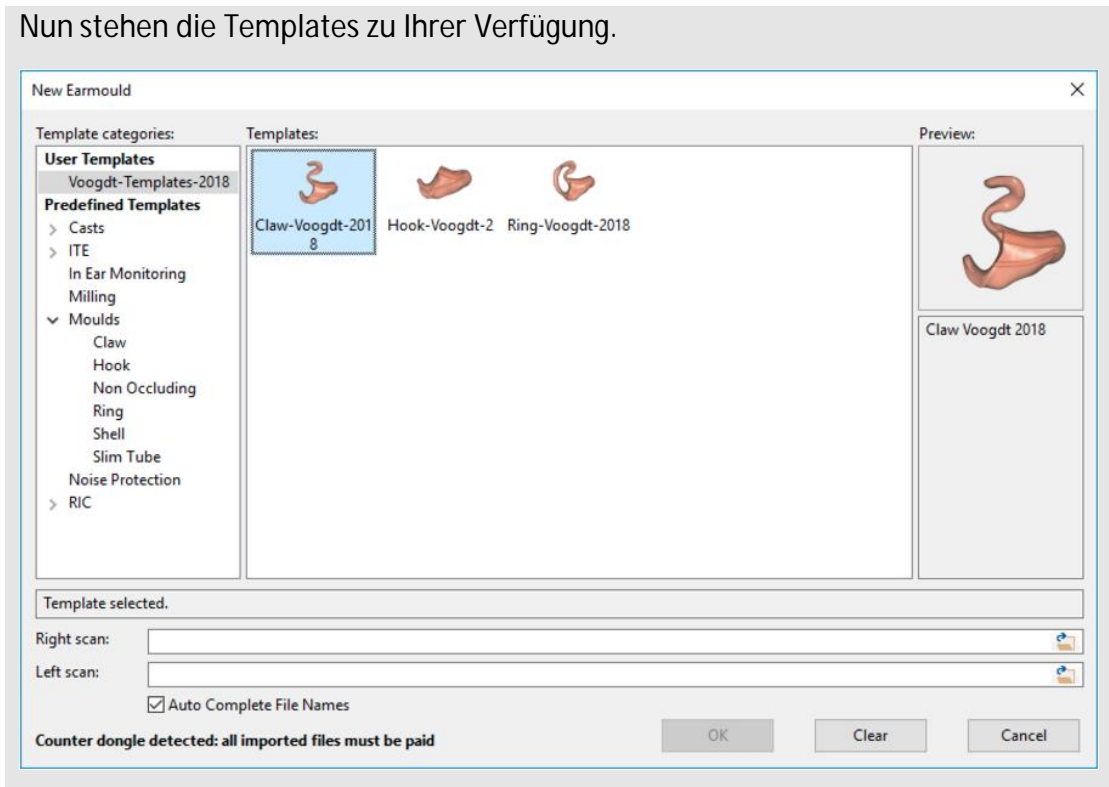 Nun stehen die Templates zu Ihrer Verfügung.
New Earmould
Template categories:
Templates:
Preview:
User Templates
Voogdt-Templates-2018
Predefined Templates
Casts
ITE
In Ear Monitoring
Milling
Moulds
Claw
Hook
Non Occluding
Ring
Shell
Slim Tube
Noise Protection
RIC
Claw-Voogdt-201
8
Hook-Voogdt-2
Ring-Voogdt-2018
Claw Voogdt 2018
Template selected.
Right scan:
Left scan:
Auto Complete File Names
Counter dongle detected: all imported files must be paid
OK
Clear
Cancel